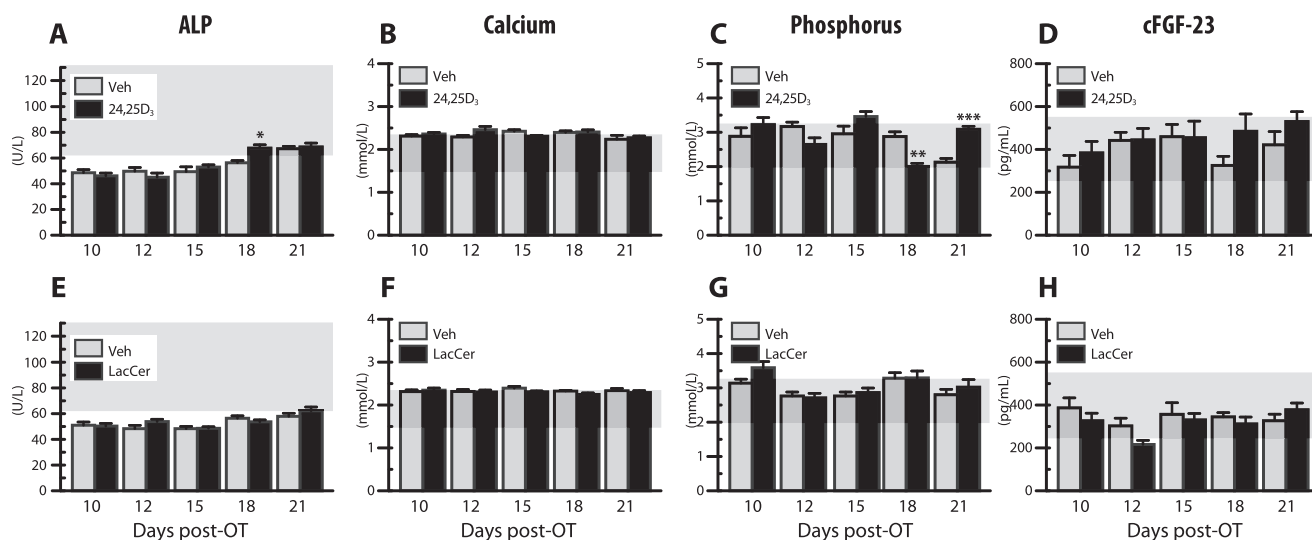 A ALP
B Calcium
C Phosphorus
D cFGF-23
(U/L)
120
100
80
60
40
20
0
Veh
24,25D₃
*
10 12 15 18 21
(mmol/L)
4
3
2
1
0
Veh
24,25D₃
10 12 15 18 21
(mmol/L)
5
4
3
2
1
0
Veh
24,25D₃
**
***
10 12 15 18 21
(pg/mL)
800
600
400
200
0
Veh
24,25D₃
10 12 15 18 21
E
(U/L)
120
100
80
60
40
20
0
Veh
LacCer
10 12 15 18 21
Days post-OT
F
(mmol/L)
4
3
2
1
0
Veh
LacCer
10 12 15 18 21
Days post-OT
G
(mmol/L)
5
4
3
2
1
0
Veh
LacCer
10 12 15 18 21
Days post-OT
H
(pg/mL)
800
600
400
200
0
Veh
LacCer
10 12 15 18 21
Days post-OT